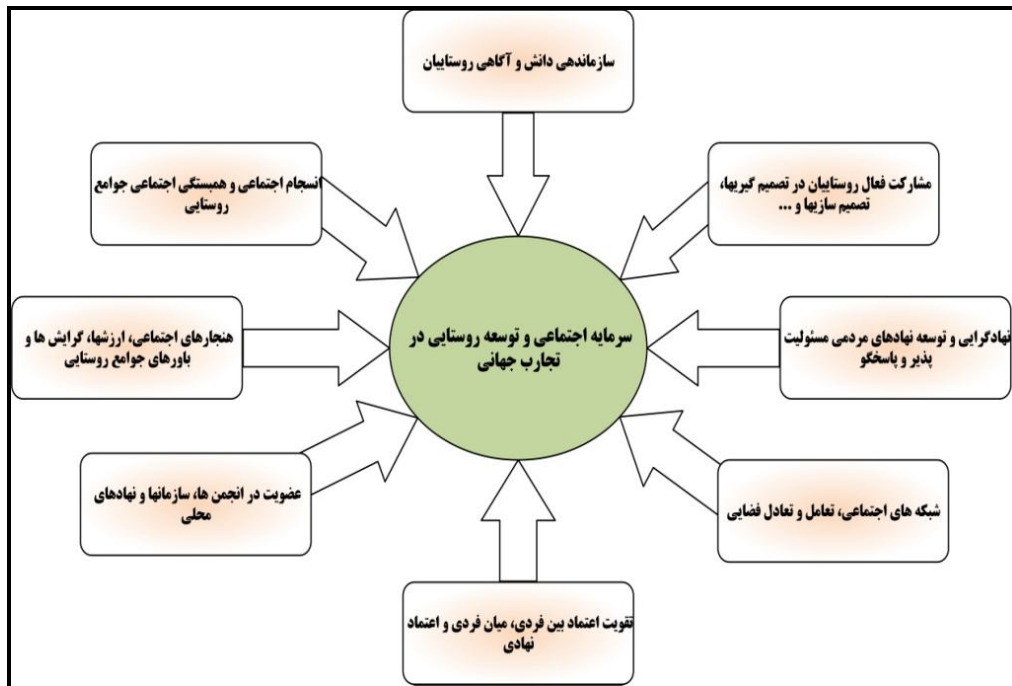 سازماندهی دانش و آگاهی روستاییان
مشارکت فعال روستاییان در تصمیم گیریها،
تصمیم سازیها و ...
انسجام اجتماعی و همبستگی اجتماعی جوامع
روستایی
نهادگرایی و توسعه نهادهای مردمی مسئولیت
پذیر و پاسخگو
سرمایه اجتماعی و توسعه روستایی در
تجارب جهانی
هنجارهای اجتماعی، ارزشها، گرایش ها و
باورهای جوامع روستایی
شبکه های اجتماعی، تعامل و تعادل فضایی
عضویت در انجمن ها، سازمانها و نهادهای
محلی
تقویت اعتماد بین فردی، میان فردی و اعتماد
نهادی